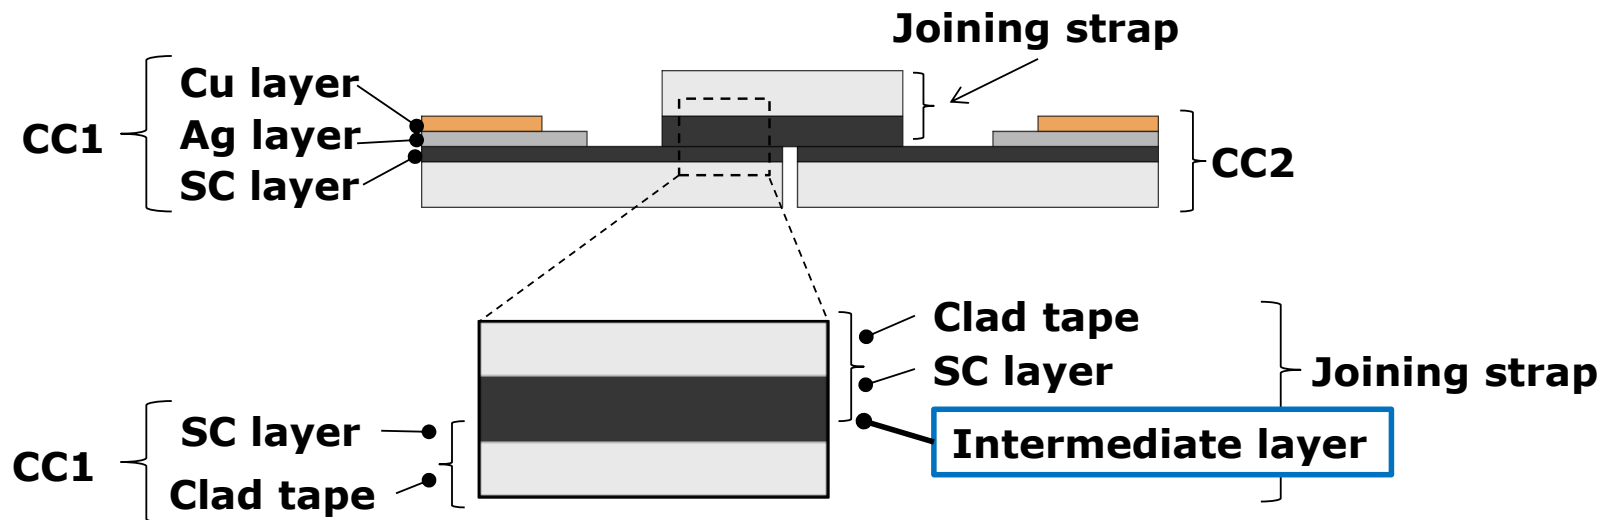 Joining strap
Cu layer
Ag layer
SC layer
CC1
CC2
Clad tape
SC layer
Intermediate layer
Joining strap
SC layer
Clad tape
CC1